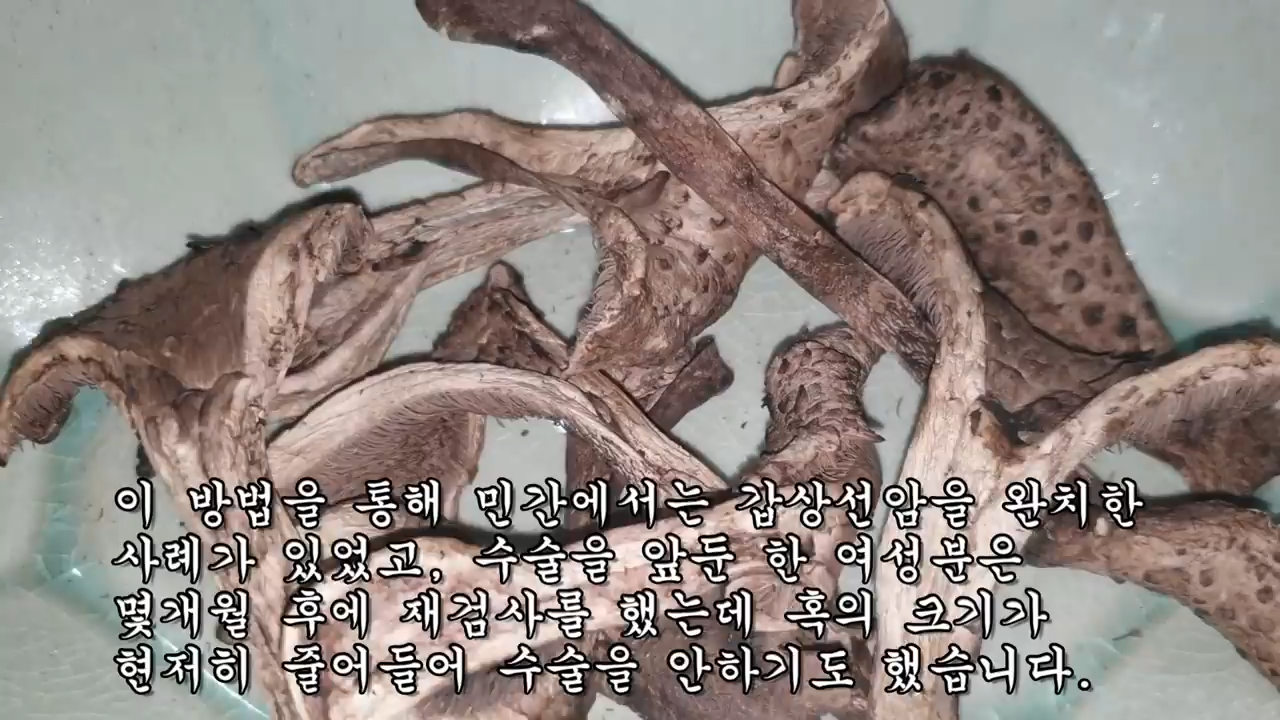 이 방법을 통해 민간에서는 갑상선암을 완치한
사례가 있었고, 수술을 앞둔 한 여성분은
몇개월 후에 재검사를 했는데 혹의 크기가
현저히 줄어들어 수술을 안하기도 했습니다.